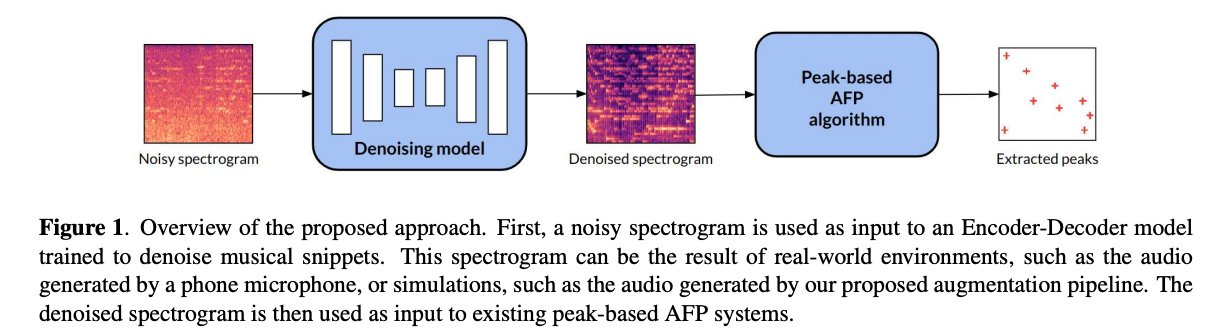 Noisy spectrogram
Denoising model
Denoised spectrogram
Peak-based
AFP
algorithm
Extracted peaks
Figure 1. Overview of the proposed approach. First, a noisy spectrogram is used as input to an Encoder-Decoder model
trained to denoise musical snippets. This spectrogram can be the result of real-world environments, such as the audio
generated by a phone microphone, or simulations, such as the audio generated by our proposed augmentation pipeline. The
denoised spectrogram is then used as input to existing peak-based AFP systems.